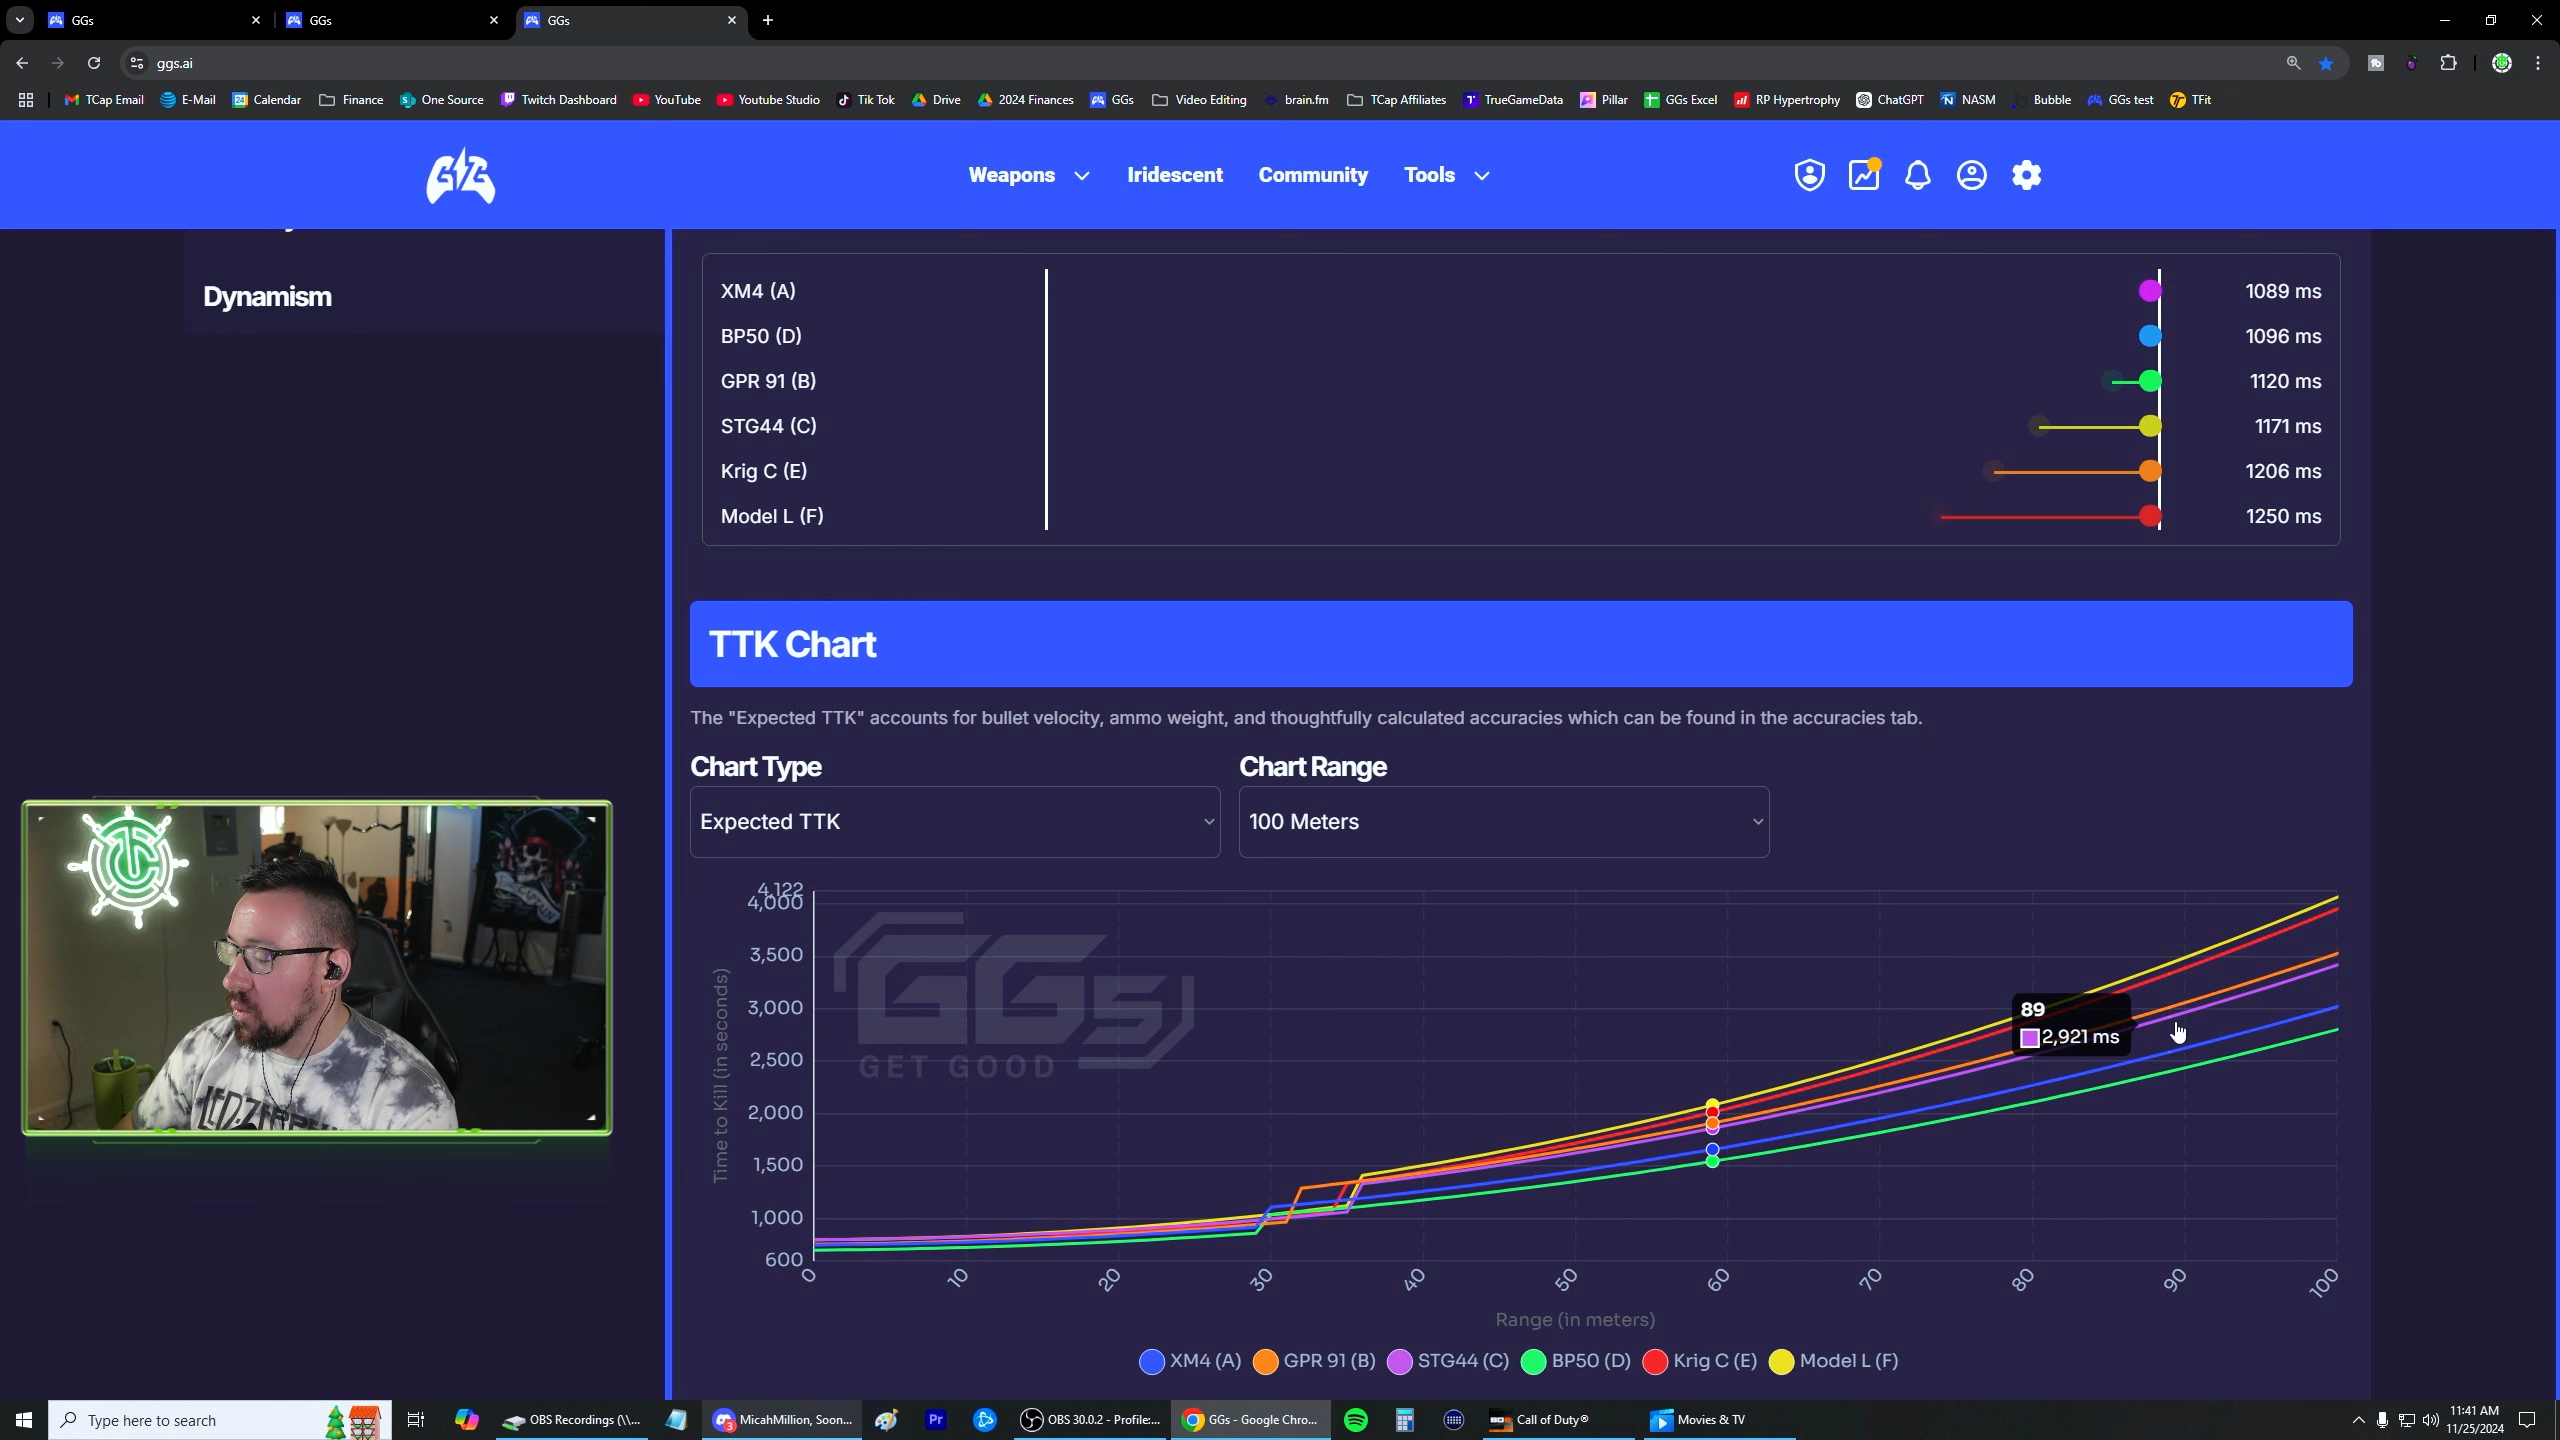 GGs
GGs
GGs
ggs.ai
TCap Email
E-Mail
Calendar
Finance
One Source
Twitch Dashboard
YouTube
Youtube Studio
Tik Tok
Drive
2024 Finances
GGs
Video Editing
brain.fm
TCap Affiliates
TrueGameData
Pillar
GGs Excel
RP Hypertrophy
ChatGPT
NASM
Bubble
GGs test
TFit
Weapons
Iridescent
Community
Tools
Dynamism
XM4 (A) 1089 ms
BP50 (D) 1096 ms
GPR 91 (B) 1120 ms
STG44 (C) 1171 ms
Krig C (E) 1206 ms
Model L (F) 1250 ms
TTK Chart
The "Expected TTK" accounts for bullet velocity, ammo weight, and thoughtfully calculated accuracies which can be found in the accuracies tab.
Chart Type
Chart Range
Expected TTK
100 Meters
4,122
4,000
3,500
3,000
2,500
2,000
1,500
1,000
600
Time to Kill (in seconds)
GGs
GET GOOD
89
2,921 ms
0 10 20 30 40 50 60 70 80 90 100
Range (in meters)
XM4 (A) GPR 91 (B) STG44 (C) BP50 (D) Krig C (E) Model L (F)
Type here to search
OBS Recordings (\\...
MicahMillion, Soon...
Pr
OBS 30.0.2 - Profile:...
GGs - Google Chro...
Call of Duty®
Movies & TV
11:41 AM
11/25/2024